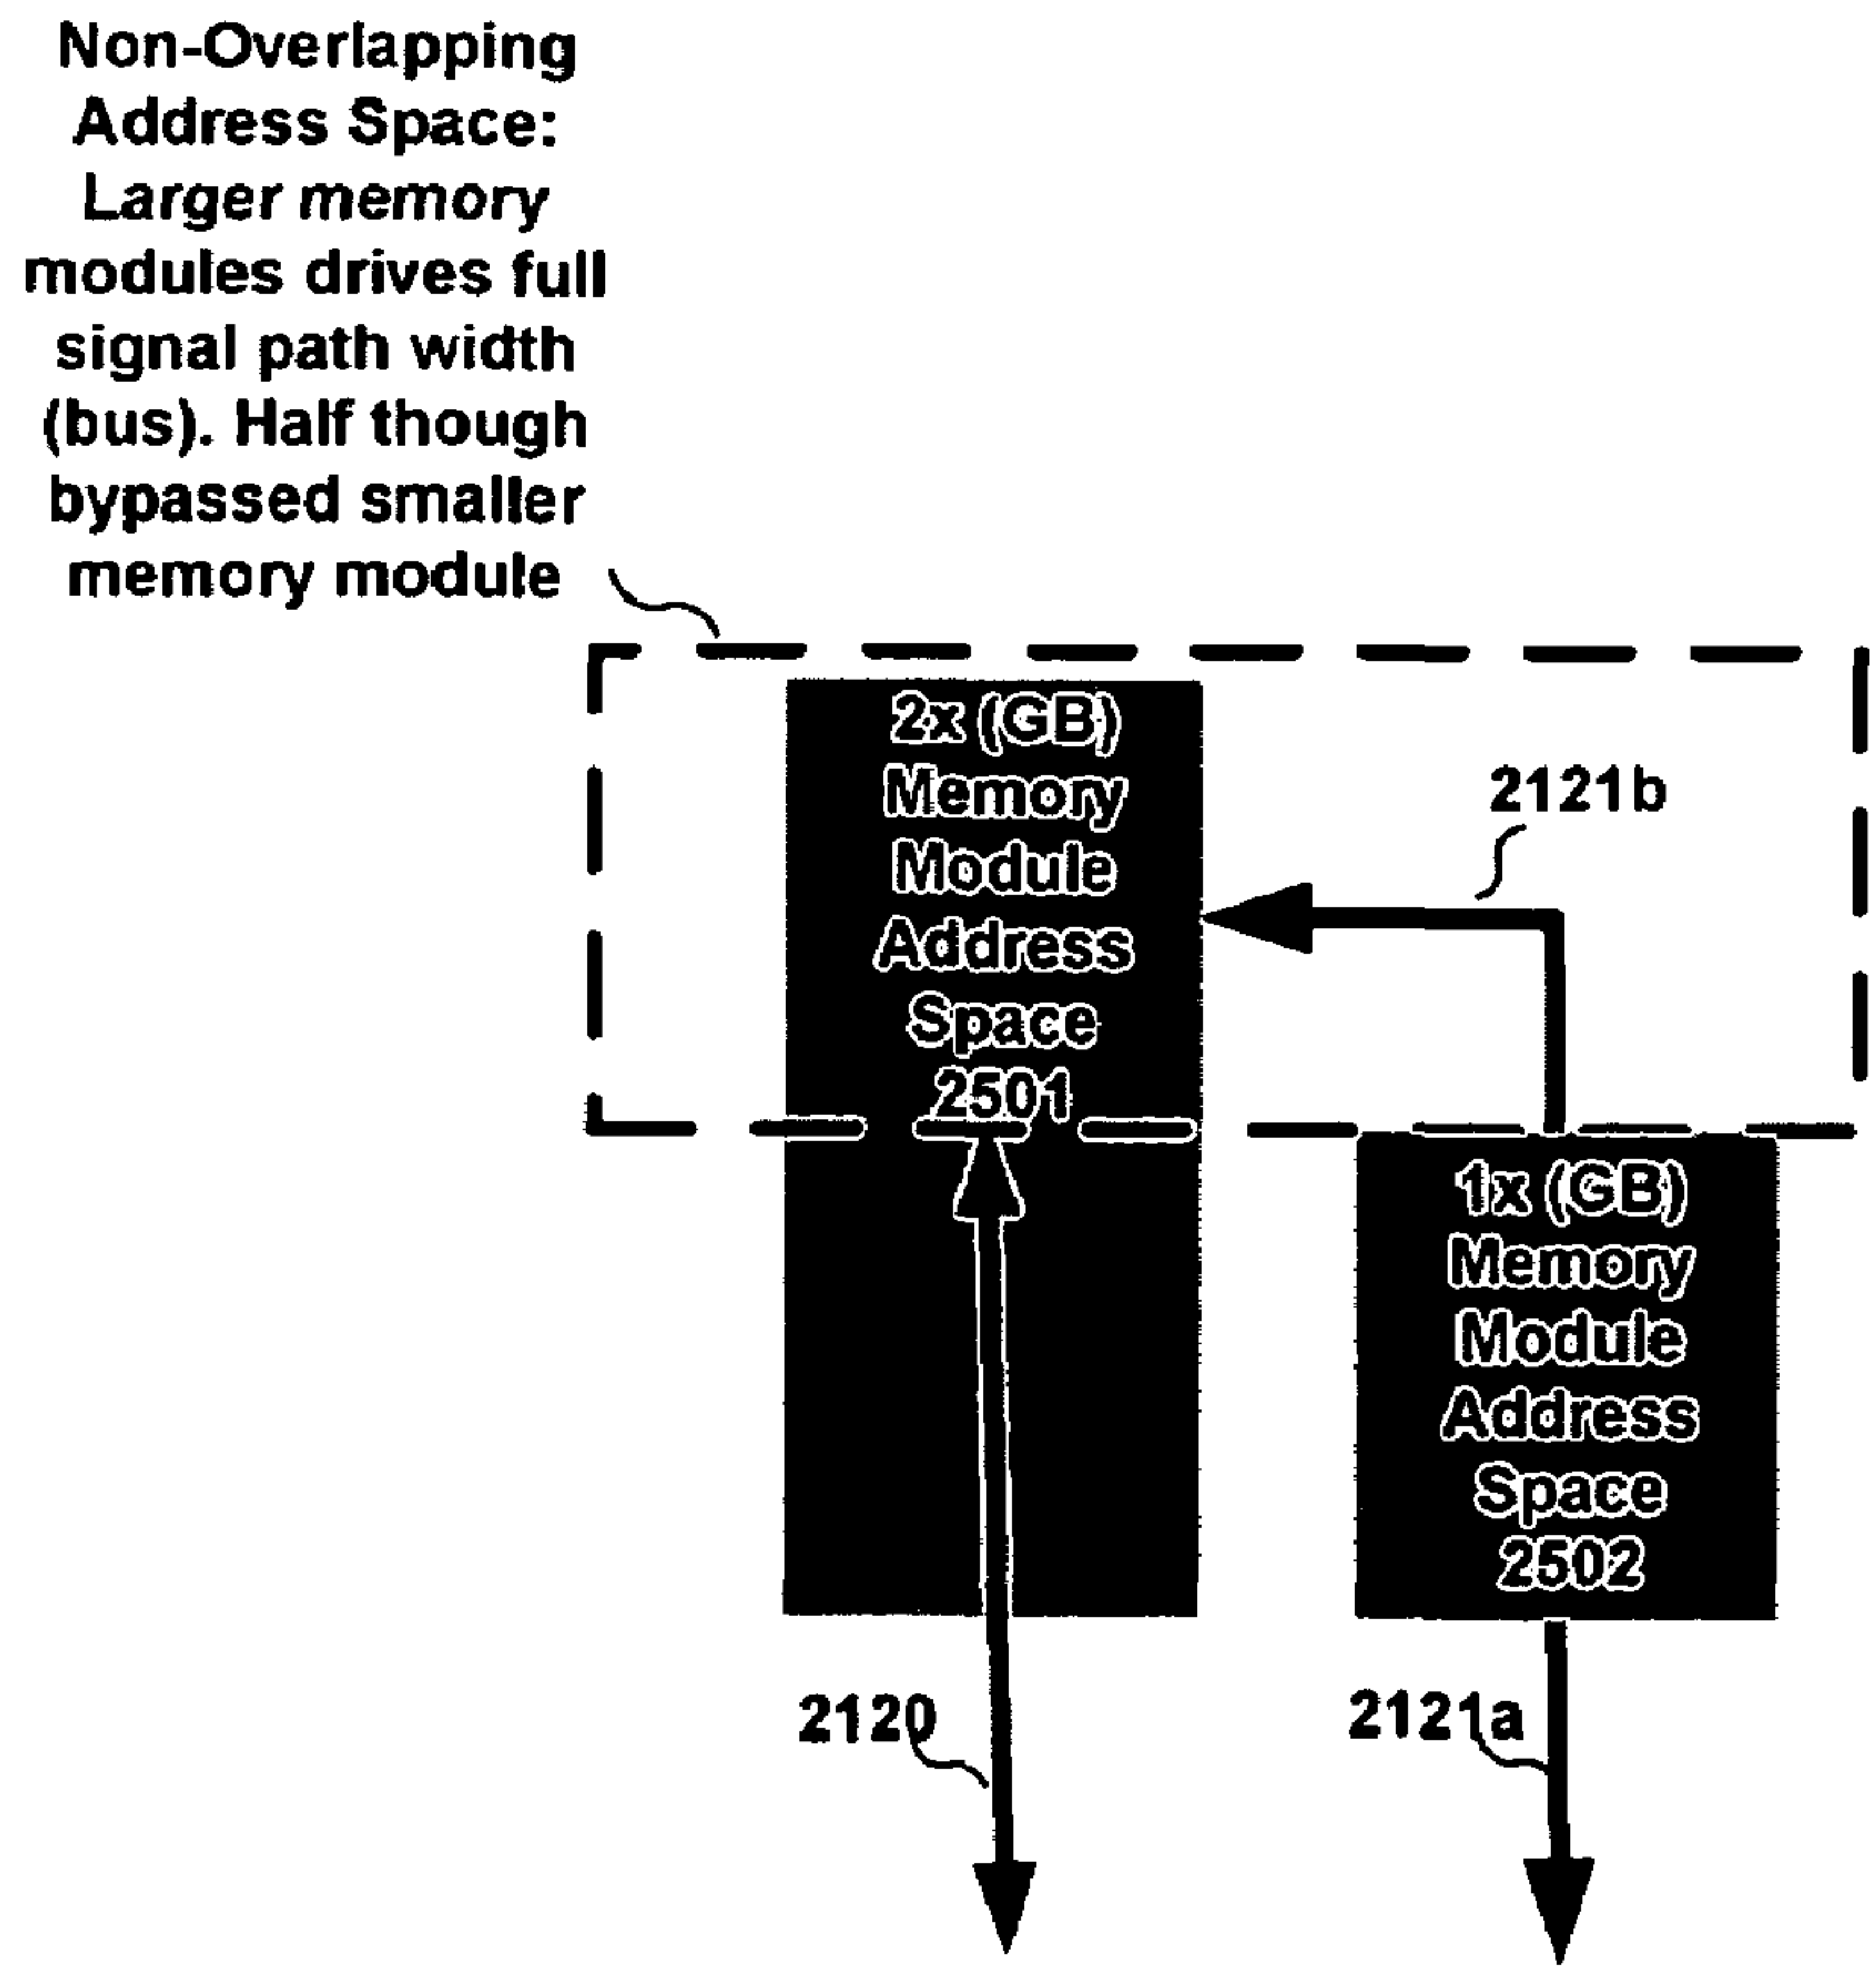 Non-Overlapping
Address Space:
Larger memory
modules drives full
signal path width
(bus). Half though
bypassed smaller
memory module
2x (GB)
Memory
Module
Address
Space
2501
2121b
1x (GB)
Memory
Module
Address
Space
2502
2120
2121a